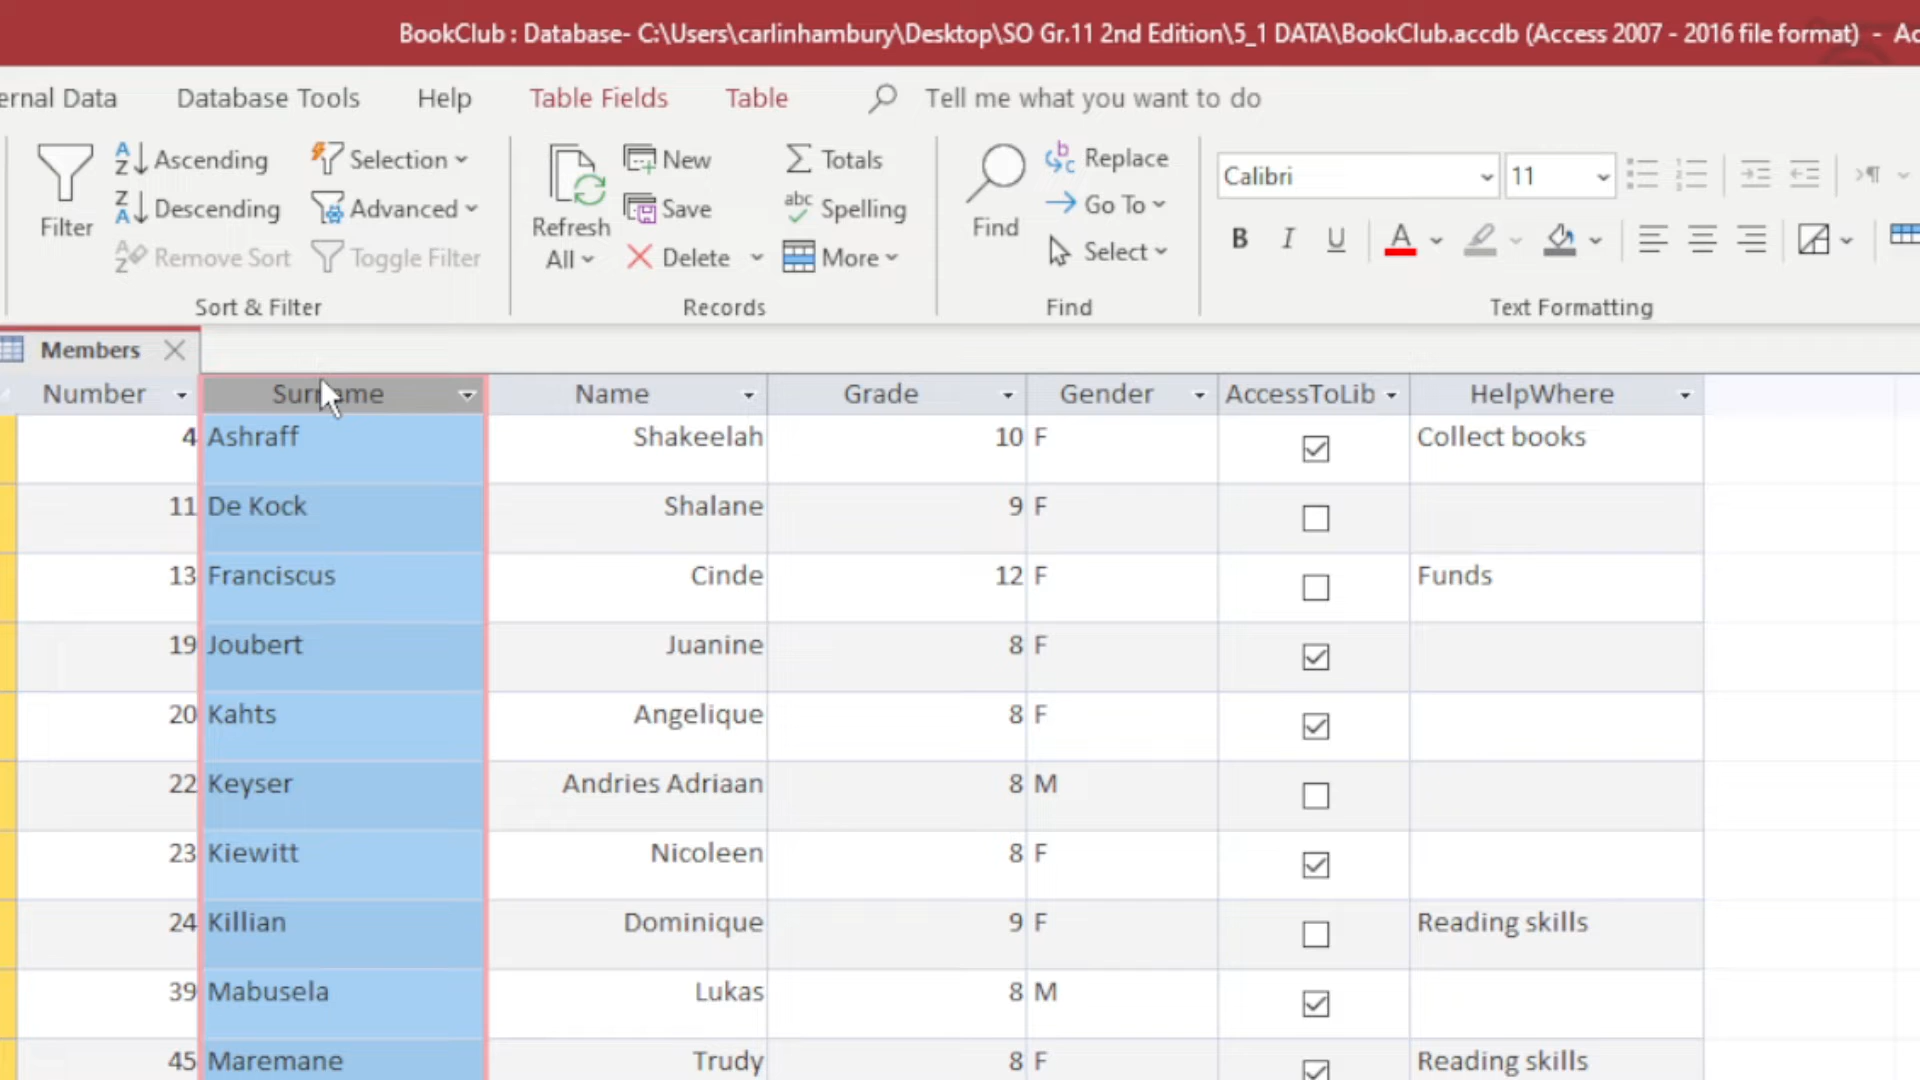 BookClub : Database- C:\Users\carlinhambury\Desktop\SO Gr.11 2nd Edition\5_1 DATA\BookClub.accdb (Access 2007 - 2016 file format) - Ac
ernal Data Database Tools Help Table Fields Table Tell me what you want to do
Filter
Ascending
Descending
Remove Sort
Selection
Advanced
Toggle Filter
Sort & Filter
Refresh
All
New
Save
Delete
Totals
abc Spelling
More
Records
Find
Replace
Go To
Select
Find
Calibri 11
B I U A
Text Formatting
Members
Number Surname Name Grade Gender AccessToLib HelpWhere
4 Ashraff Shakeelah 10 F Collect books
11 De Kock Shalane 9 F
13 Franciscus Cinde 12 F Funds
19 Joubert Juanine 8 F
20 Kahts Angelique 8 F
22 Keyser Andries Adriaan 8 M
23 Kiewitt Nicoleen 8 F
24 Killian Dominique 9 F Reading skills
39 Mabusela Lukas 8 M
45 Maremane Trudy 8 F Reading skills